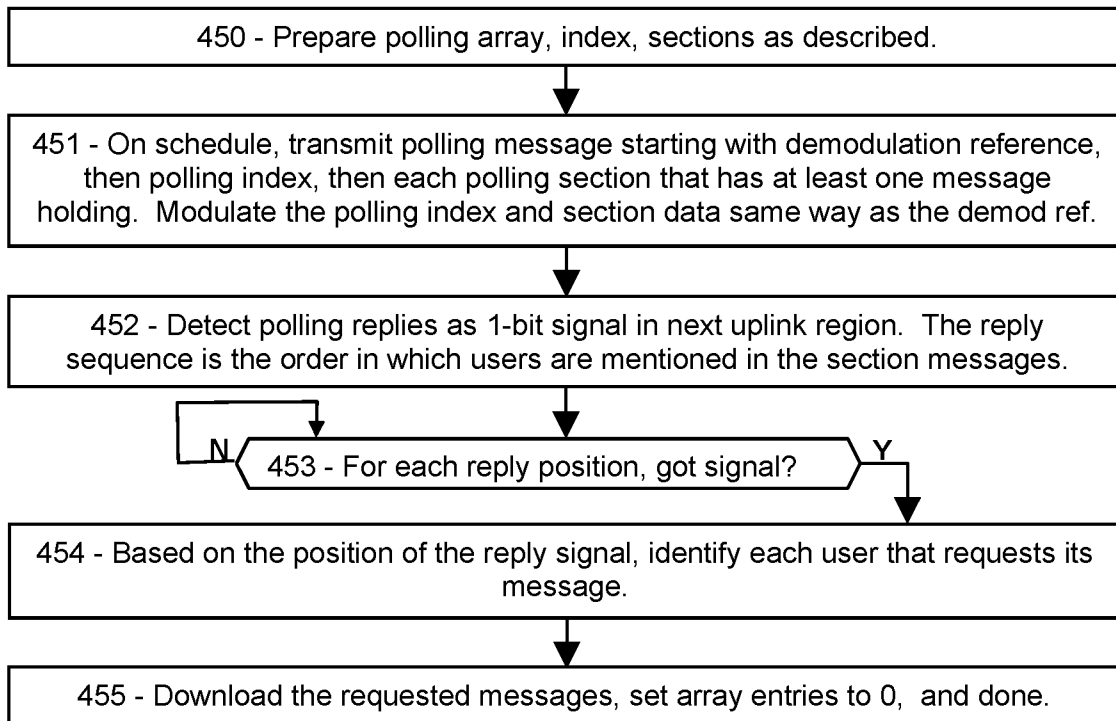 450 - Prepare polling array, index, sections as described.
451 - On schedule, transmit polling message starting with demodulation reference,
then polling index, then each polling section that has at least one message
holding.  Modulate the polling index and section data same way as the demod ref.
452 - Detect polling replies as 1-bit signal in next uplink region.  The reply
sequence is the order in which users are mentioned in the section messages.
N
453 - For each reply position, got signal?
Y
454 - Based on the position of the reply signal, identify each user that requests its
message.
455 - Download the requested messages, set array entries to 0,  and done.